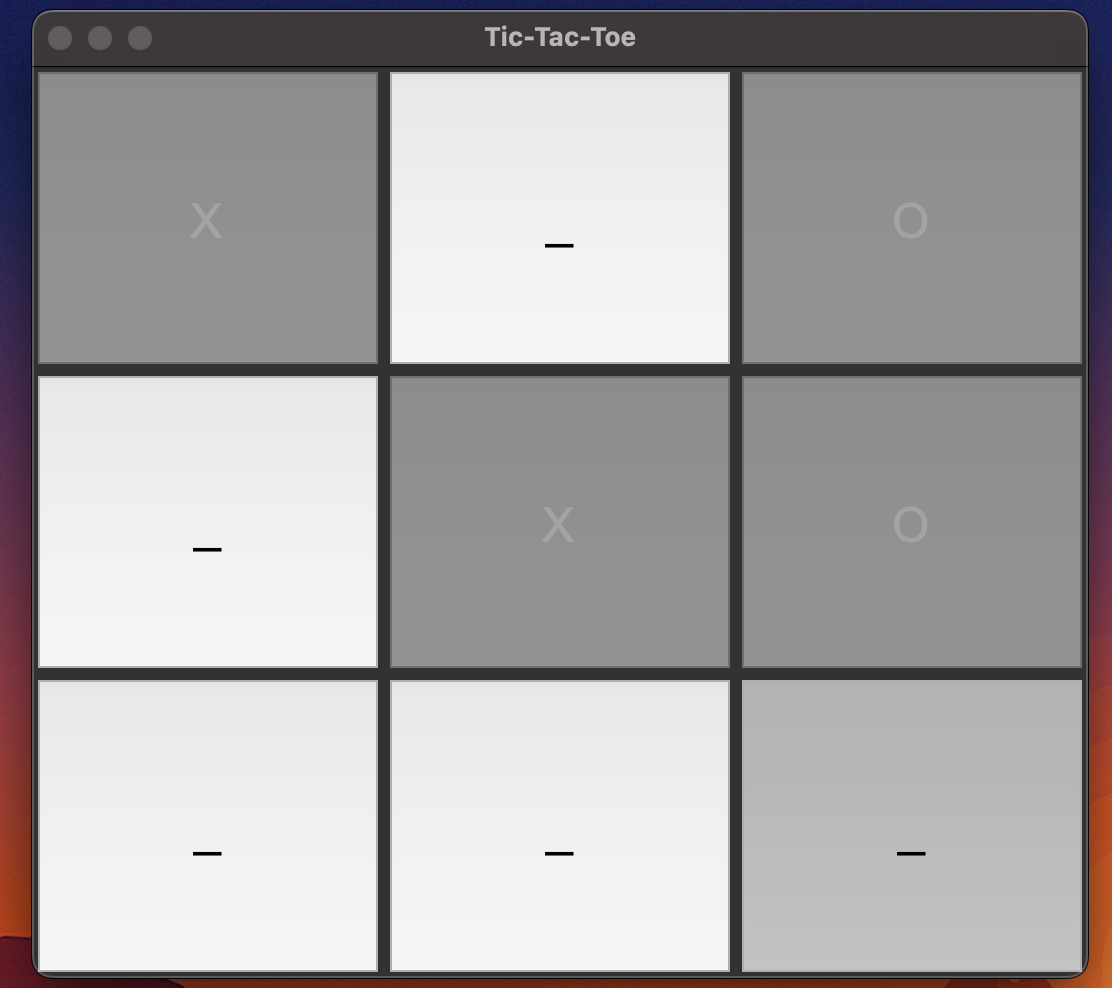 Tic-Tac-Toe
X _ O
_ X O
_ _ _